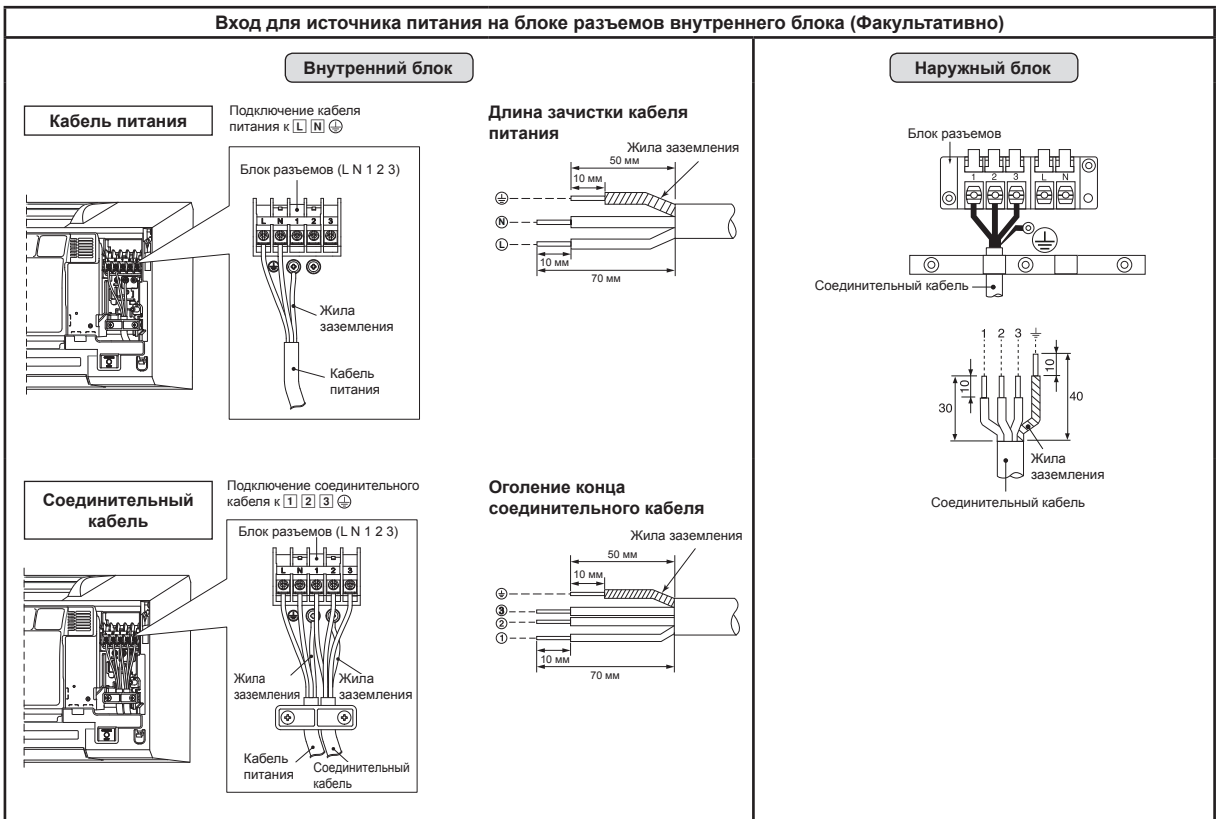 Вход для источника питания на блоке разъемов внутреннего блока (Факультативно)
Внутренний блок
Кабель питания
Подключение кабеля
питания к L N ⏚
Блок разъемов (L N 1 2 3)
L N 1 2 3
Жила
заземления
Кабель
питания
Длина зачистки кабеля
питания
Жила заземления
50 мм
10 мм
⏚
N
L
10 мм
70 мм
Соединительный
кабель
Подключение соединительного
кабеля к 1 2 3 ⏚
Блок разъемов (L N 1 2 3)
L N 1 2 3
Жила
заземления
Жила
заземления
Кабель
питания
Соединительный
кабель
Оголение конца
соединительного кабеля
Жила заземления
50 мм
10 мм
⏚
3
2
1
10 мм
70 мм
Наружный блок
Блок разъемов
1 2 3 L N
Соединительный кабель
1 2 3 ⏚
10
10
30
40
Жила
заземления
Соединительный кабель